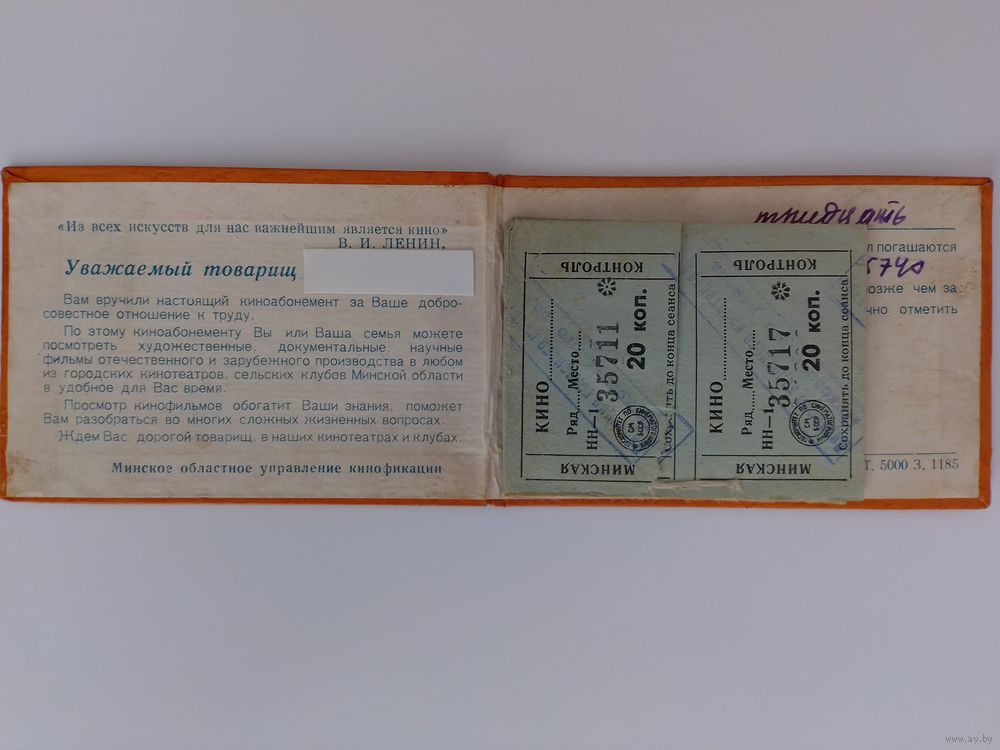 «Из всех искусств для нас важнейшим является кино»
В. И. ЛЕНИН.
Уважаемый товарищ
Вам вручили настоящий киноабонемент за Ваше добро-
совестное отношение к труду.
По этому киноабонементу Вы или Ваша семья можете
посмотреть художественные, документальные, научные
фильмы отечественного и зарубежного производства в любом
из городских кинотеатров, сельских клубов Минской области
в удобное для Вас время.
Просмотр кинофильмов обогатит Ваши знания, поможет
Вам разобраться во многих сложных жизненных вопросах.
Ждем Вас, дорогой товарищ, в наших кинотеатрах и клубах.
Минское областное управление кинофикации
КОНТРОЛЬ
КИНО
Ряд Место
НН—1 35711
20 коп.
Сохранять до конца сеанса
МИНСКАЯ
КОНТРОЛЬ
КИНО
Ряд Место
НН—1 35717
20 коп.
Сохранять до конца сеанса
МИНСКАЯ
тридцать
л погашаются
5740
позже чем за
отметить
Т. 5000 З. 1185
www.ay.by